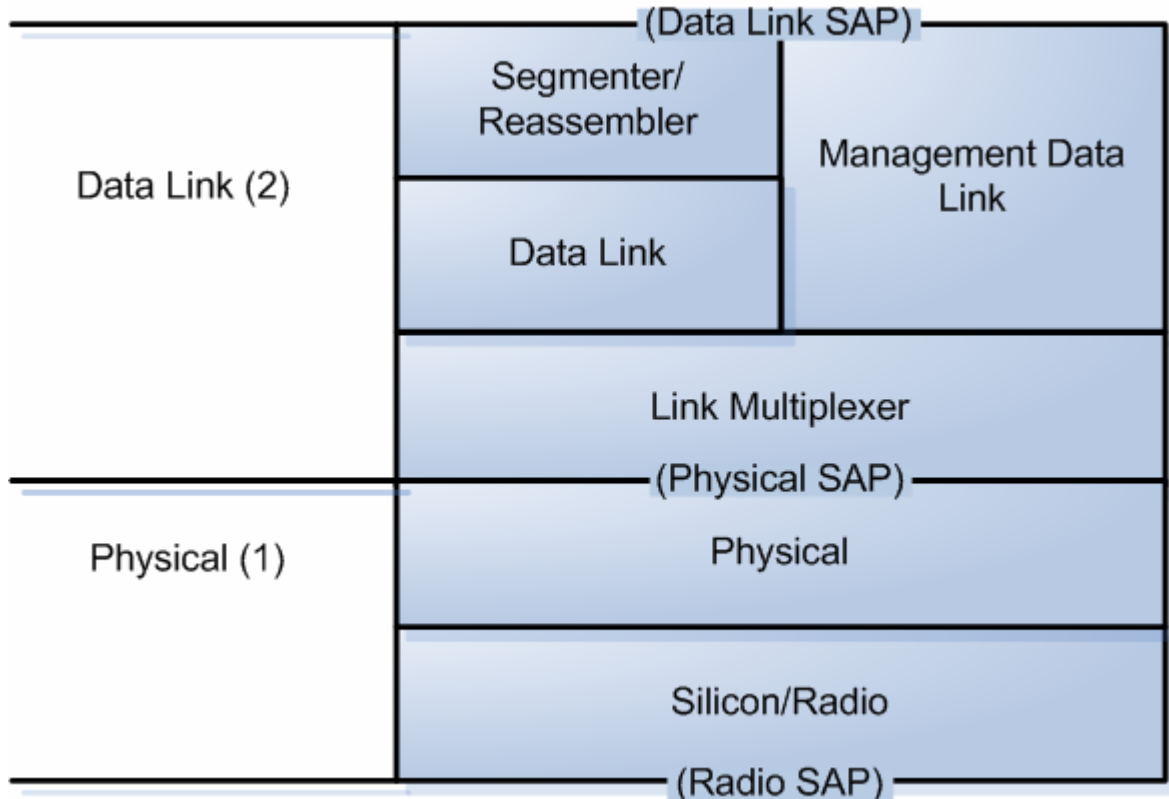 (Data Link SAP)
Segmenter/
Reassembler
Management Data
Link
Data Link (2)
Data Link
Link Multiplexer
(Physical SAP)
Physical (1)
Physical
Silicon/Radio
(Radio SAP)